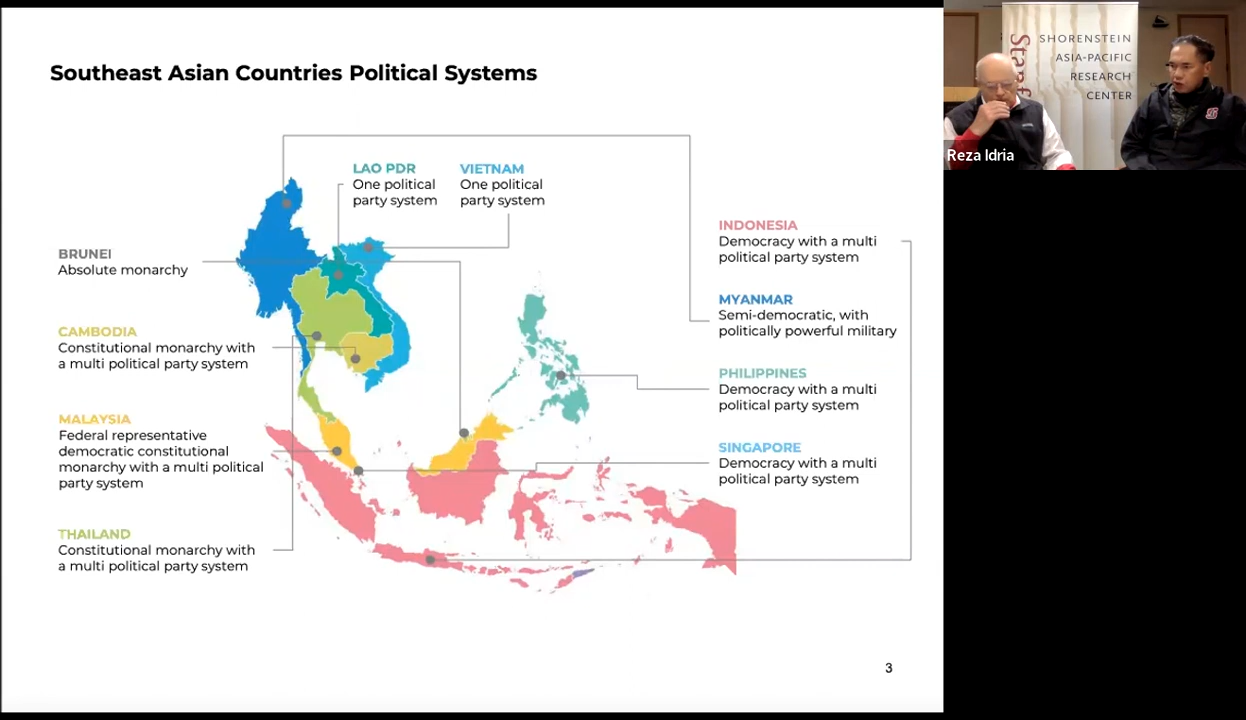 Southeast Asian Countries Political Systems
LAO PDR
One political
party system
VIETNAM
One political
party system
BRUNEI
Absolute monarchy
CAMBODIA
Constitutional monarchy with
a multi political party system
MALAYSIA
Federal representative
democratic constitutional
monarchy with a multi political
party system
THAILAND
Constitutional monarchy with
a multi political party system
INDONESIA
Democracy with a multi
political party system
MYANMAR
Semi-democratic, with
politically powerful military
PHILIPPINES
Democracy with a multi
political party system
SINGAPORE
Democracy with a multi
political party system
3
Stanf
SHORENSTEIN
ASIA-PACIFIC
RESEARCH
CENTER
Reza Idria